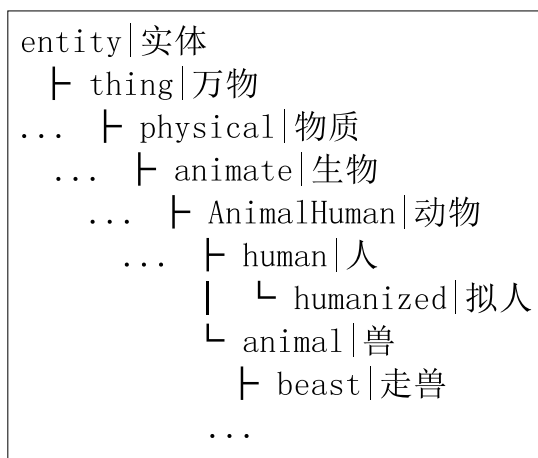 entity|实体
├ thing|万物
... ├ physical|物质
... ├ animate|生物
... ├ AnimalHuman|动物
... ├ human|人
| └ humanized|拟人
└ animal|兽
├ beast|走兽
...